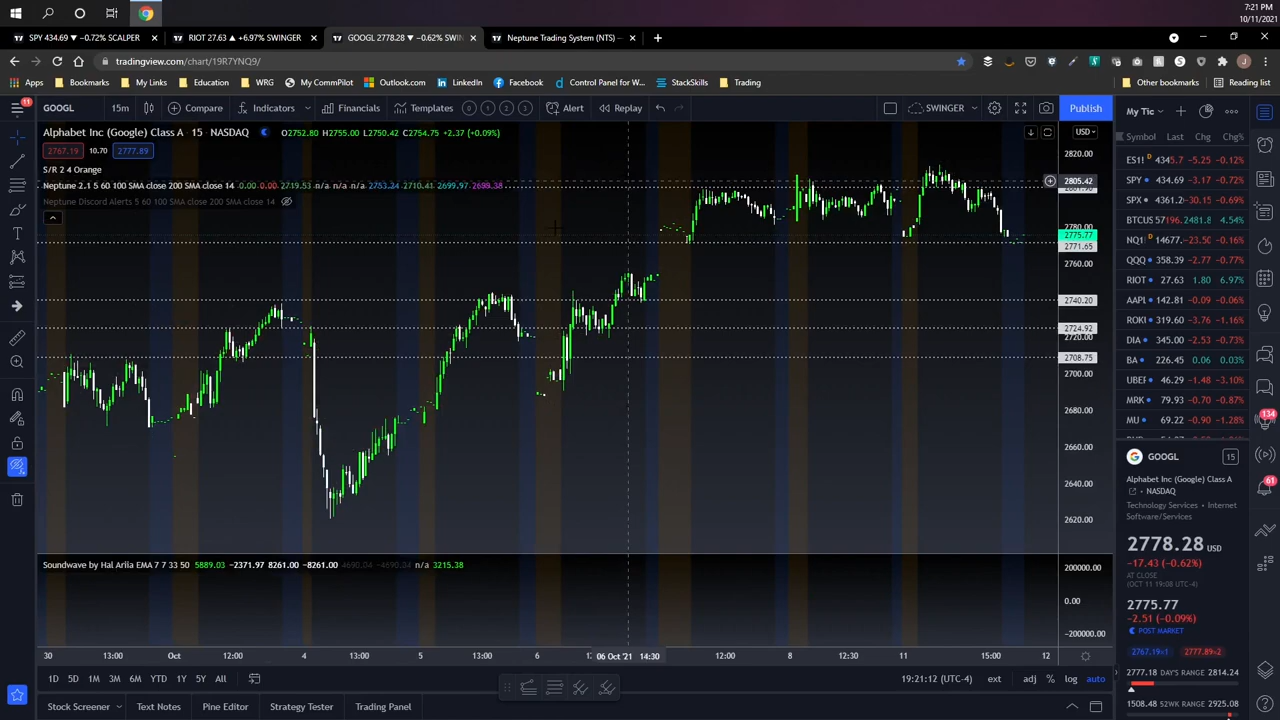 7:21 PM
10/11/2021
SPY 434.69 ▼ −0.72% SCALPER
RIOT 27.63 ▲ +6.97% SWINGER
GOOGL 2778.28 ▼ −0.62% SWIN
Neptune Trading System (NTS) —
tradingview.com/chart/19R7YNQ9/
Apps
Bookmarks
My Links
Education
WRG
My CommPilot
Outlook.com
LinkedIn
Facebook
Control Panel for W...
StackSkills
Trading
Other bookmarks
Reading list
11
GOOGL
15m
Compare
Indicators
Financials
Templates
0
1
2
3
Alert
Replay
SWINGER
Publish
My Tic
Alphabet Inc (Google) Class A · 15 · NASDAQ
O2752.80 H2755.00 L2750.42 C2754.75 +2.37 (+0.09%)
2767.19
10.70
2777.89
S/R 2 4 Orange
Neptune 2.1 5 60 100 SMA close 200 SMA close 14 0.00 0.00 2719.53 n/a n/a n/a 2753.24 2710.41 2699.97 2699.38
Neptune Discord Alerts 5 60 100 SMA close 200 SMA close 14
USD
2820.00
2805.42
2780.00
2775.77
2771.65
2760.00
2740.20
2724.92
2720.00
2708.75
2700.00
2680.00
2660.00
2640.00
2620.00
Soundwave by Hal Ariia EMA 7 7 33 50 5889.03 −2371.97 8261.00 −8261.00 4690.04 −4690.04 n/a 3215.38
200000.00
0.00
−200000.00
30
13:00
Oct
12:00
4
13:00
5
13:00
6
06 Oct '21 14:30
12:00
8
12:30
11
15:00
12
1D
5D
1M
3M
6M
YTD
1Y
5Y
All
19:21:12 (UTC-4)
ext
adj
%
log
auto
Stock Screener
Text Notes
Pine Editor
Strategy Tester
Trading Panel
Symbol Last Chg Chg%
ES1! D 4345.7 −5.25 −0.12%
SPY 434.69 −3.17 −0.72%
SPX 4361.2 −30.15 −0.69%
BTCUS 57196. 2481.8 4.54%
NQ1 D 14677. −23.50 −0.16%
QQQ 358.39 −2.77 −0.77%
RIOT 27.63 1.80 6.97%
AAPL 142.81 −0.09 −0.06%
ROKU 319.60 −3.76 −1.16%
DIA 345.00 −2.53 −0.73%
BA 226.45 0.06 0.03%
UBER 46.29 −1.48 −3.10%
MRK 79.93 −0.70 −0.87%
MU 69.22 −0.90 −1.28%
GOOGL
15
Alphabet Inc (Google) Class A
NASDAQ
Technology Services • Internet
Software/Services
2778.28 USD
−17.43 (−0.62%)
AT CLOSE
(OCT 11 19:08 UTC-4)
2775.77
−2.51 (−0.09%)
POST MARKET
2767.19×1
2777.89×2
2777.18 DAY'S RANGE 2814.24
1508.48 52WK RANGE 2925.08
134
61